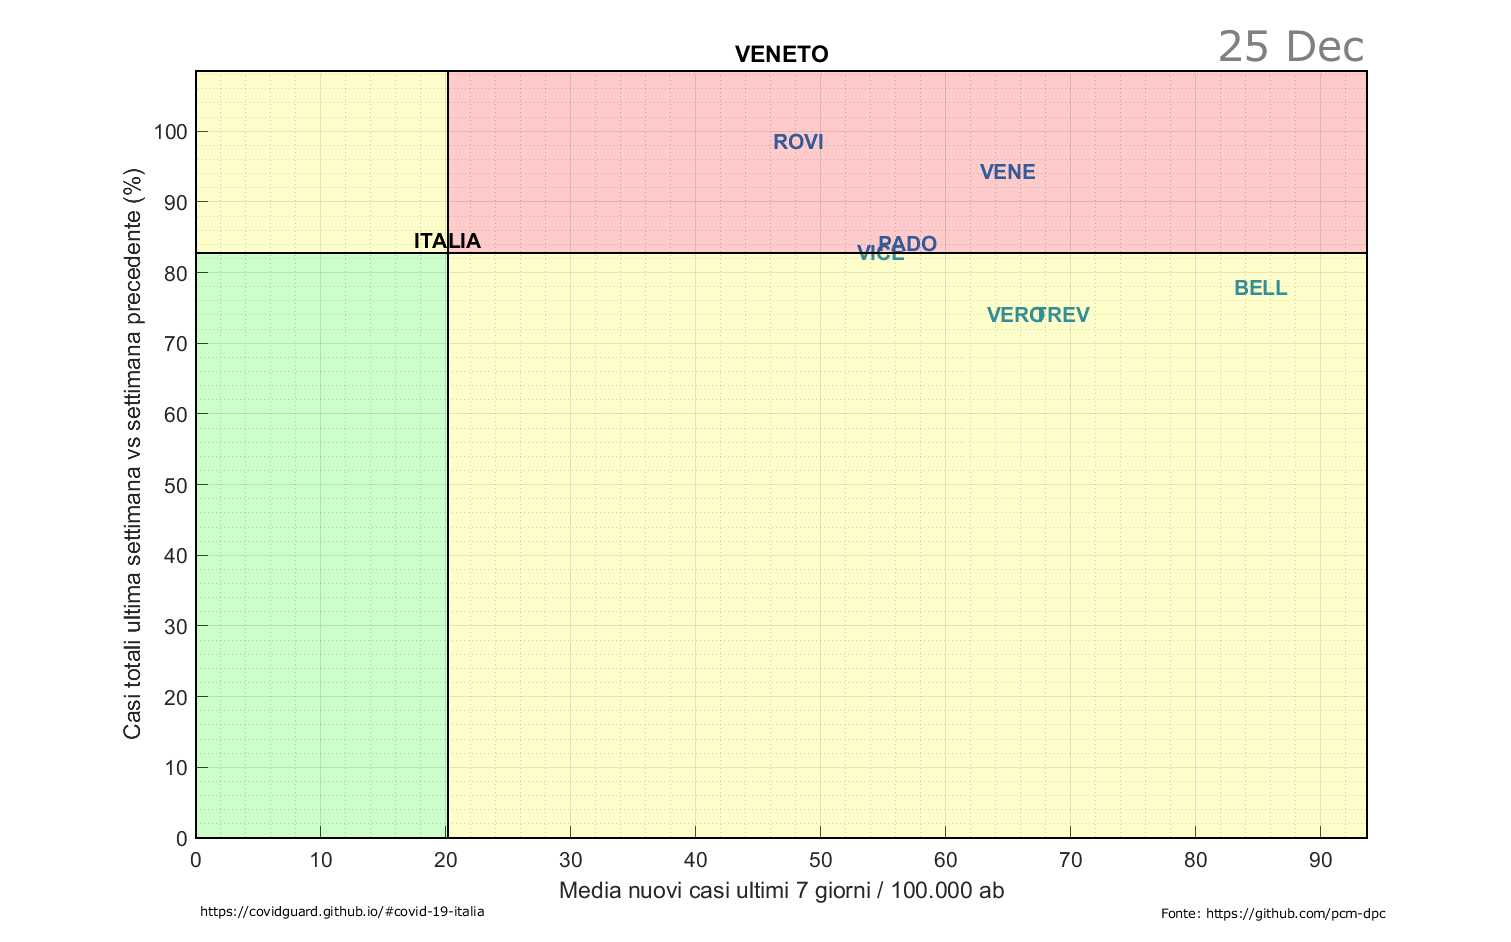 25 Dec
VENETO
Casi totali ultima settimana vs settimana precedente (%)
100
90
80
70
60
50
40
30
20
10
0
ROVI
VENE
ITALIA
PADO
VICE
BELL
VERO
TREV
0 10 20 30 40 50 60 70 80 90
Media nuovi casi ultimi 7 giorni / 100.000 ab
https://covidguard.github.io/#covid-19-italia
Fonte: https://github.com/pcm-dpc